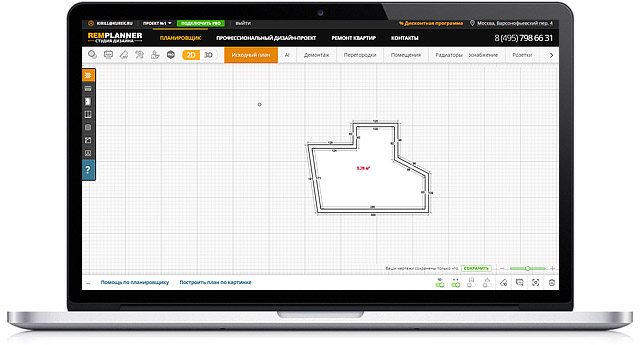 KIRILL@KUREK.RU ПРОЕКТ №1 ПОДКЛЮЧИТЬ PRO ВЫЙТИ % Дисконтная программа Москва, Варсонофьевский пер. 4
REMPLANNER
СТУДИЯ ДИЗАЙНА
ПЛАНИРОВЩИК ПРОФЕССИОНАЛЬНЫЙ ДИЗАЙН-ПРОЕКТ РЕМОНТ КВАРТИР КОНТАКТЫ 8 (495) 798 66 31
2D 3D Исходный план AI Демонтаж Перегородки Помещения Радиаторы снабжение Розетки
?
9.28 м²
Ваши чертежи сохранены только что СОХРАНИТЬ
Помощь по планировщику Построить план по картинке